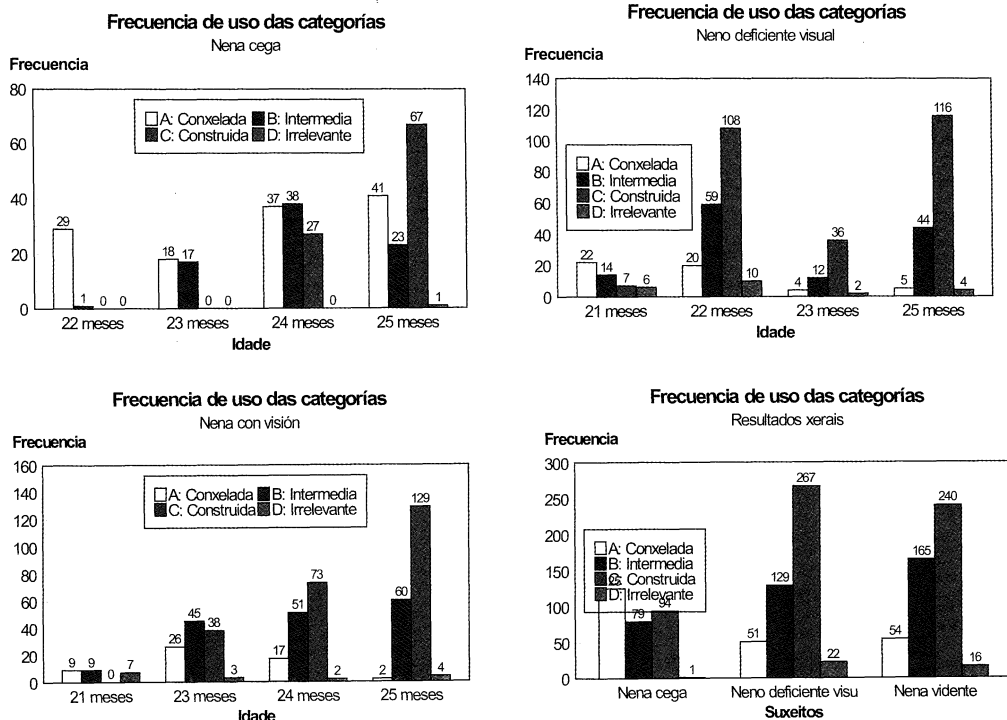 Frecuencia de uso das categorías
Nena cega
Frecuencia
80
60
40
20
0
A: Conxelada B: Intermedia
C: Construida D: Irrelevante
29 1 0 0
18 17 0 0
37 38 27 0
41 23 67 1
22 meses 23 meses 24 meses 25 meses
Idade
Frecuencia de uso das categorías
Neno deficiente visual
Frecuencia
140
120
100
80
60
40
20
0
A: Conxelada
B: Intermedia
C: Construida
D: Irrelevante
22 14 7 6
20 59 108 10
4 12 36 2
5 44 116 4
21 meses 22 meses 23 meses 25 meses
Idade
Frecuencia de uso das categorías
Nena con visión
Frecuencia
160
140
120
100
80
60
40
20
0
A: Conxelada B: Intermedia
C: Construida D: Irrelevante
9 9 0 7
26 45 38 3
17 51 73 2
2 60 129 4
21 meses 23 meses 24 meses 25 meses
Idade
Frecuencia de uso das categorías
Resultados xerais
Frecuencia
300
250
200
150
100
50
0
A: Conxelada
B: Intermedia
C: Construida
D: Irrelevante
79 94 1
51 129 267 22
54 165 240 16
Nena cega Neno deficiente visu Nena vidente
Suxeitos